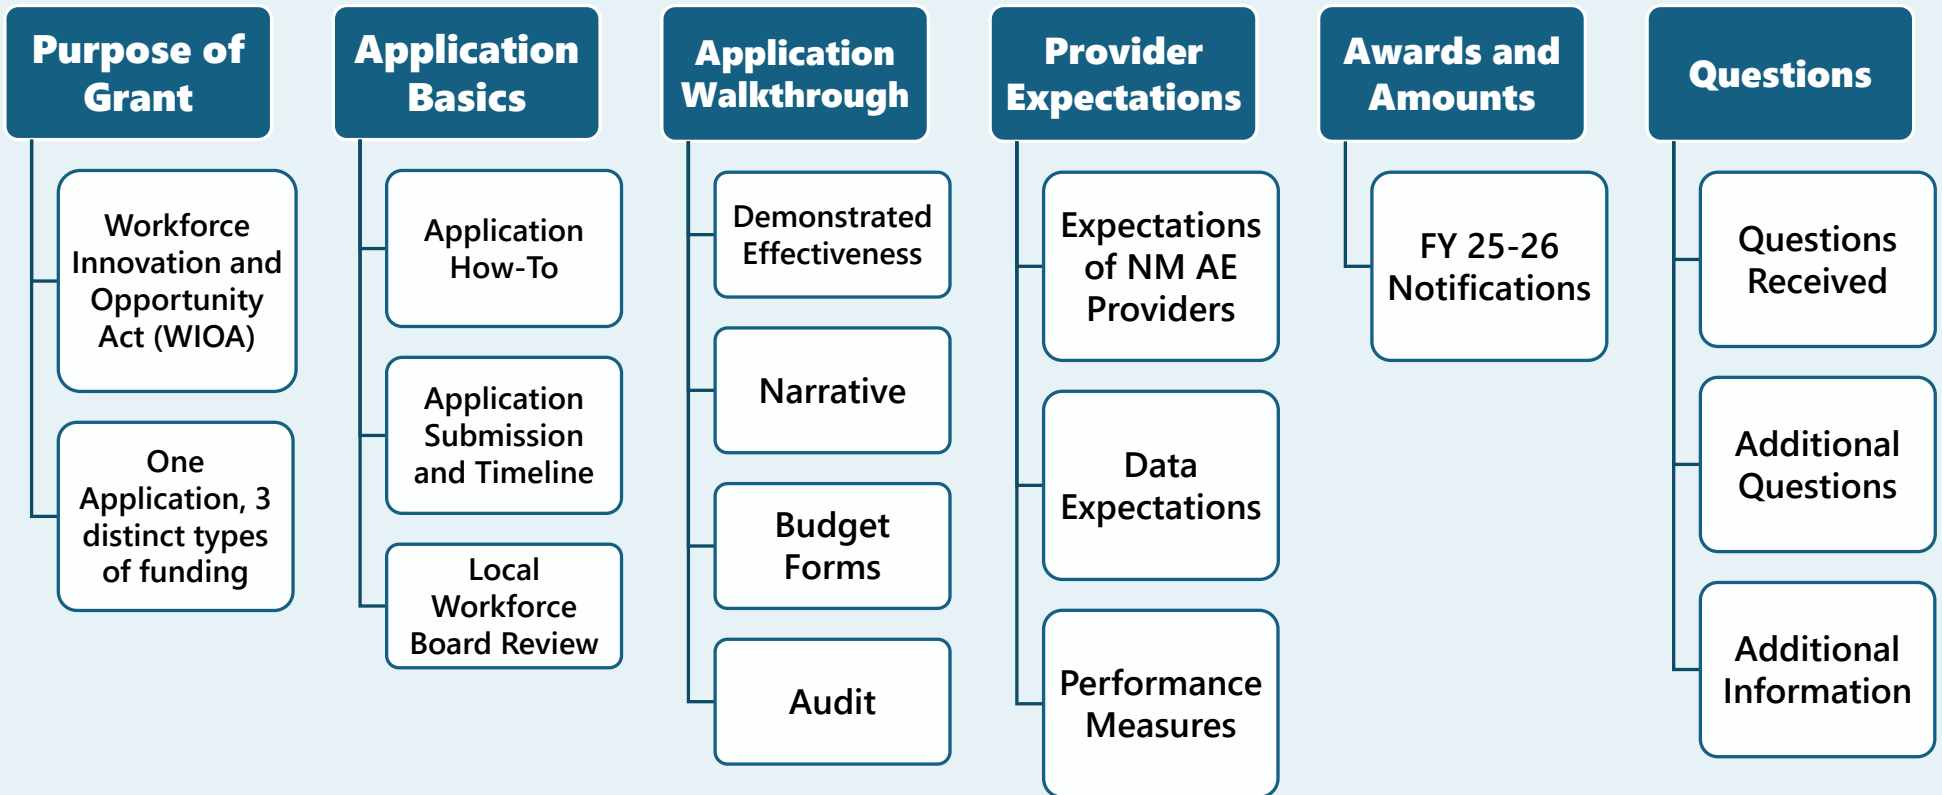 Purpose of
Grant
Workforce
Innovation and
Opportunity
Act (WIOA)
One
Application, 3
distinct types
of funding
Application
Basics
Application
How-To
Application
Submission
and Timeline
Local
Workforce
Board Review
Application
Walkthrough
Demonstrated
Effectiveness
Narrative
Budget
Forms
Audit
Provider
Expectations
Expectations
of NM AE
Providers
Data
Expectations
Performance
Measures
Awards and
Amounts
FY 25-26
Notifications
Questions
Questions
Received
Additional
Questions
Additional
Information